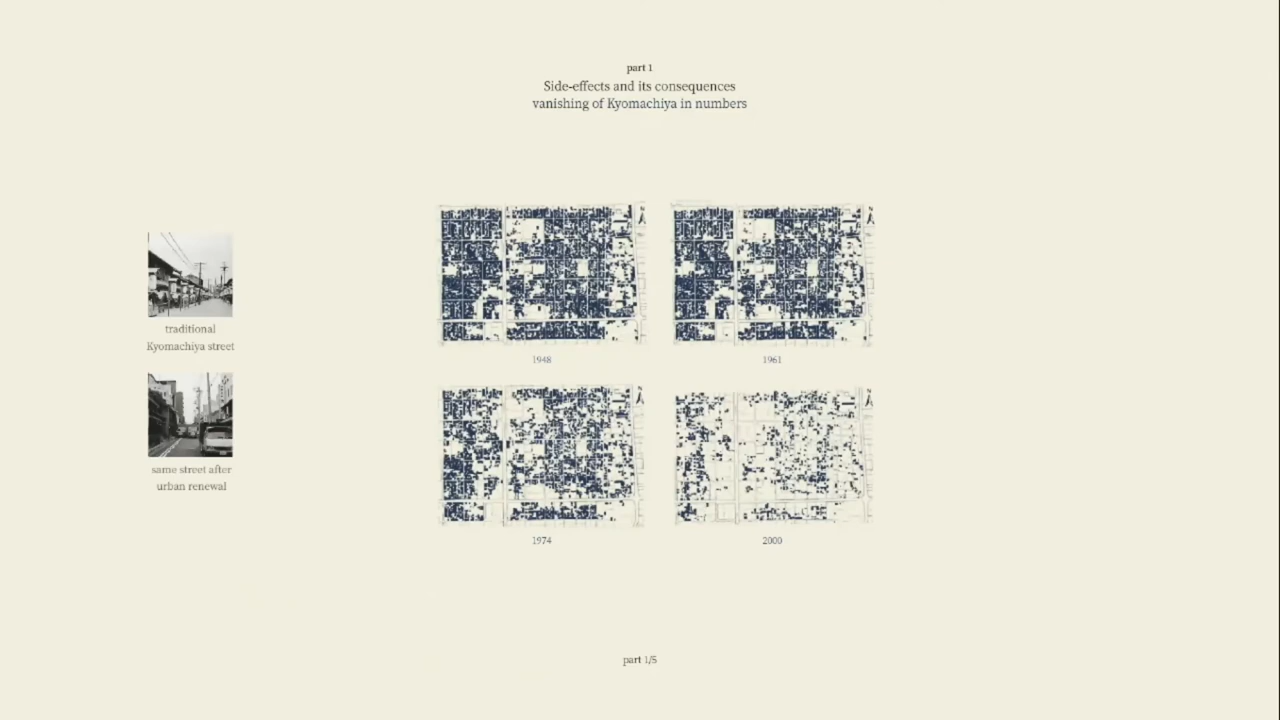 part 1
Side-effects and its consequences
vanishing of Kyomachiya in numbers
traditional
Kyomachiya street
same street after
urban renewal
N
N
1948
1961
N
N
1974
2000
part 1/5